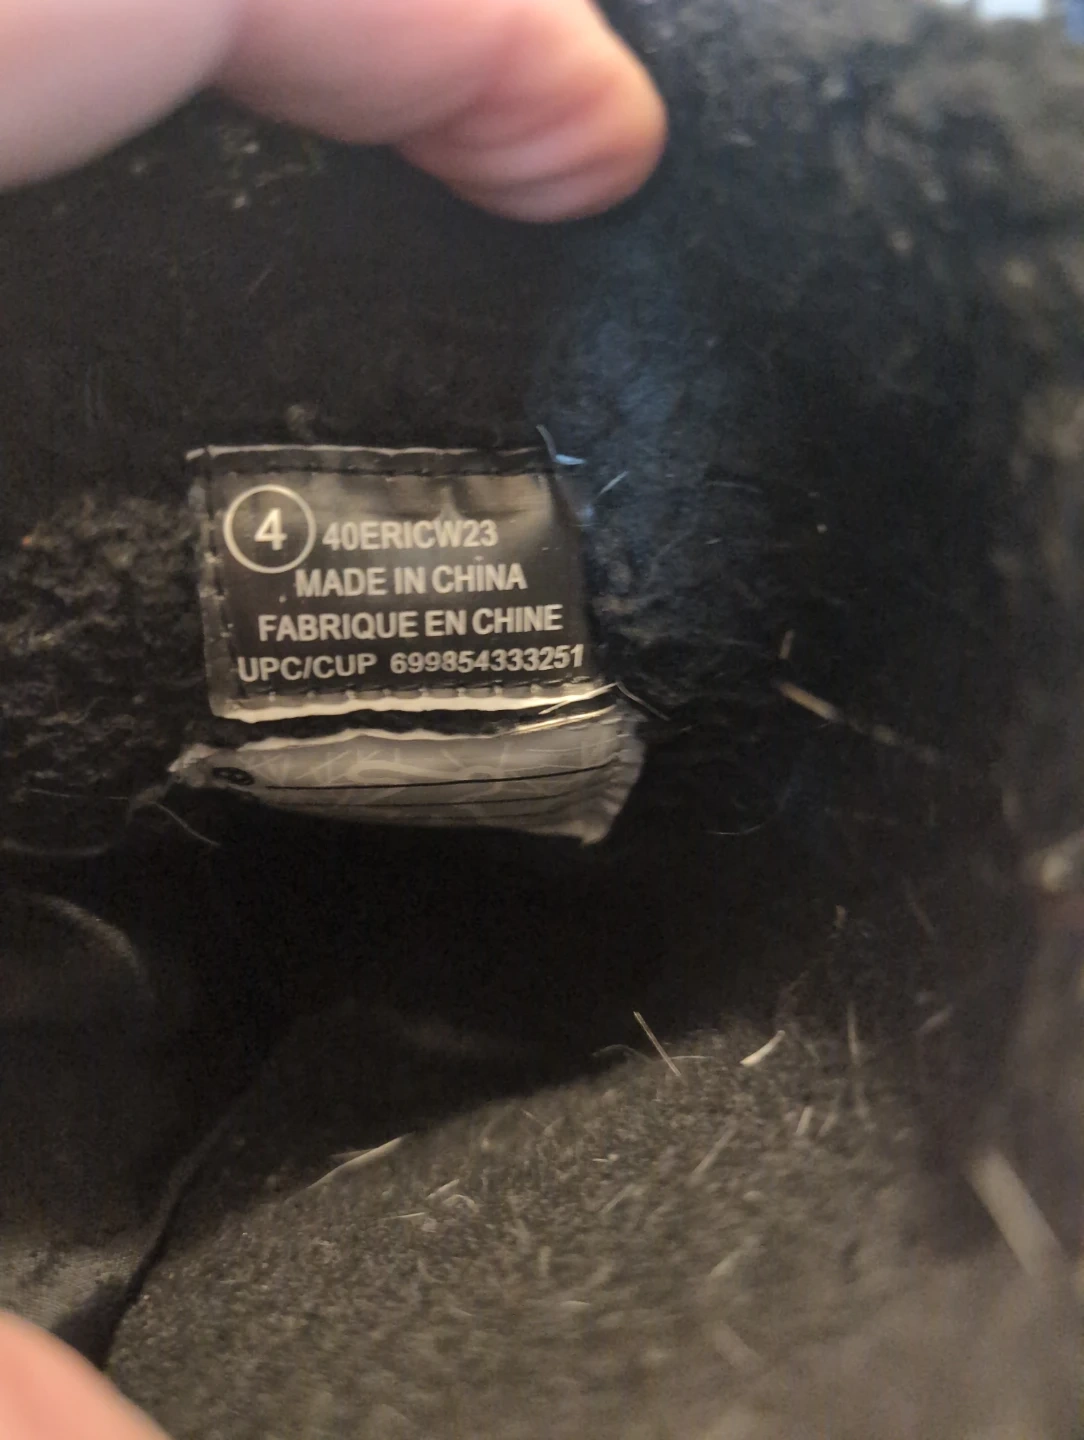 4 40ERICW23
MADE IN CHINA
FABRIQUE EN CHINE
UPC/CUP 699854333251